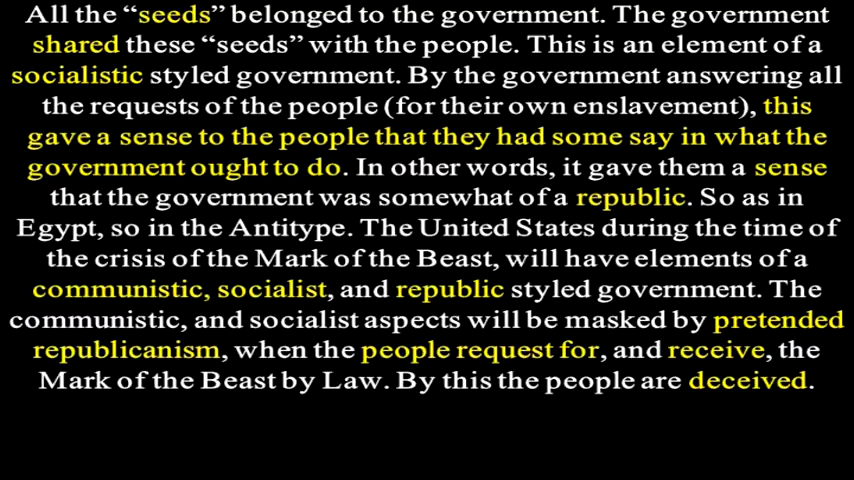 All the “seeds” belonged to the government. The government
shared these “seeds” with the people. This is an element of a
socialistic styled government. By the government answering all
the requests of the people (for their own enslavement), this
gave a sense to the people that they had some say in what the
government ought to do. In other words, it gave them a sense
that the government was somewhat of a republic. So as in
Egypt, so in the Antitype. The United States during the time of
the crisis of the Mark of the Beast, will have elements of a
communistic, socialist, and republic styled government. The
communistic, and socialist aspects will be masked by pretended
republicanism, when the people request for, and receive, the
Mark of the Beast by Law. By this the people are deceived.